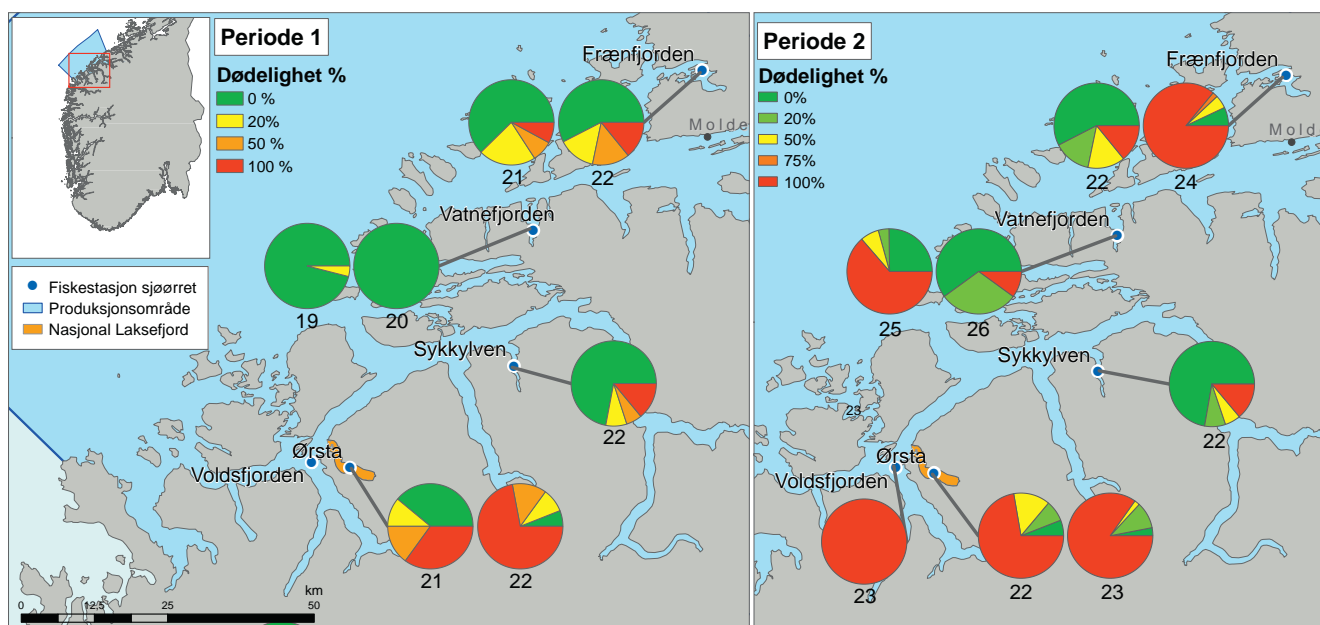 Periode 1
Dødelighet %
0 %
20%
50 %
100 %
Frænfjorden
Molde
21
22
Vatnefjorden
19
20
Fiskestasjon sjøørret
Produksjonsområde
Nasjonal Laksefjord
Sykkylven
22
Ørsta
Voldsfjorden
21
22
km
0
12,5
25
50
Periode 2
Dødelighet %
0%
20%
50%
75%
100%
Frænfjorden
Mold
22
24
Vatnefjorden
25
26
Sykkylven
23
22
Ørsta
Voldsfjorden
23
22
23